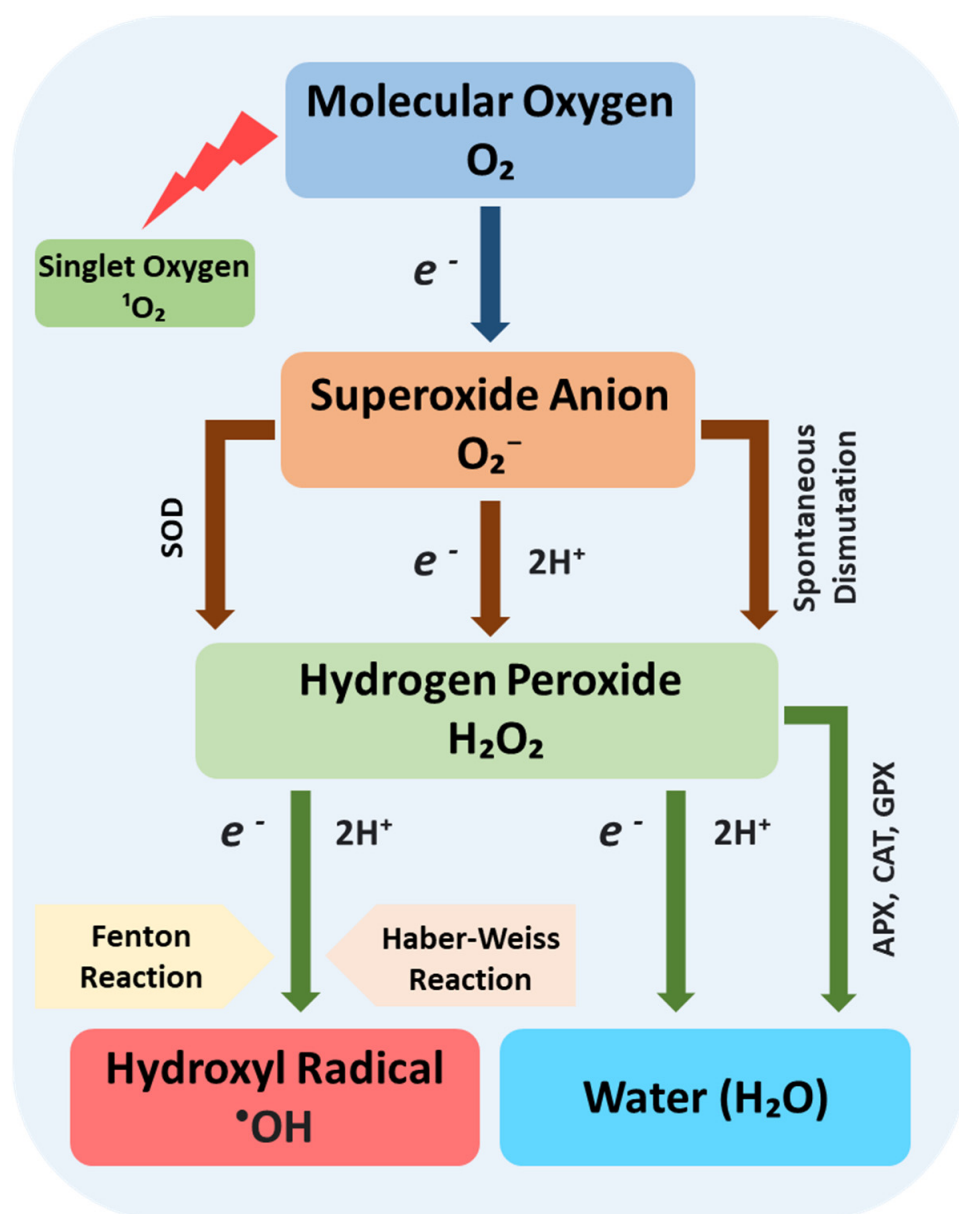 Molecular Oxygen
O₂
Singlet Oxygen
¹O₂
e -
Superoxide Anion
O₂⁻
SOD
e -
2H⁺
Spontaneous
Dismutation
Hydrogen Peroxide
H₂O₂
e -
2H⁺
e -
2H⁺
APX, CAT, GPX
Fenton
Reaction
Haber-Weiss
Reaction
Hydroxyl Radical
•OH
Water (H₂O)